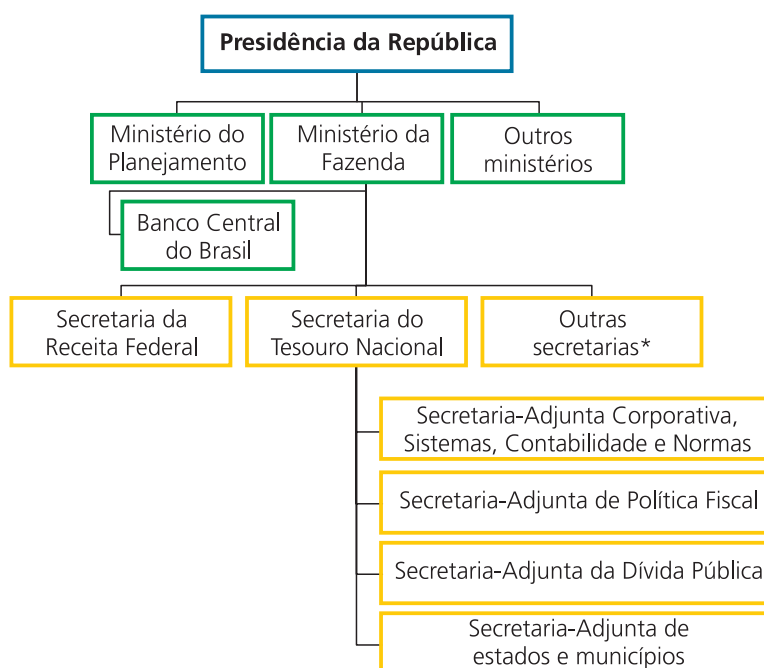 Presidência da República
Ministério do
Planejamento
Ministério da
Fazenda
Outros
ministérios
Banco Central
do Brasil
Secretaria da
Receita Federal
Secretaria do
Tesouro Nacional
Outras
secretarias*
Secretaria-Adjunta Corporativa,
Sistemas, Contabilidade e Normas
Secretaria-Adjunta de Política Fiscal
Secretaria-Adjunta da Dívida Pública
Secretaria-Adjunta de
estados e municípios